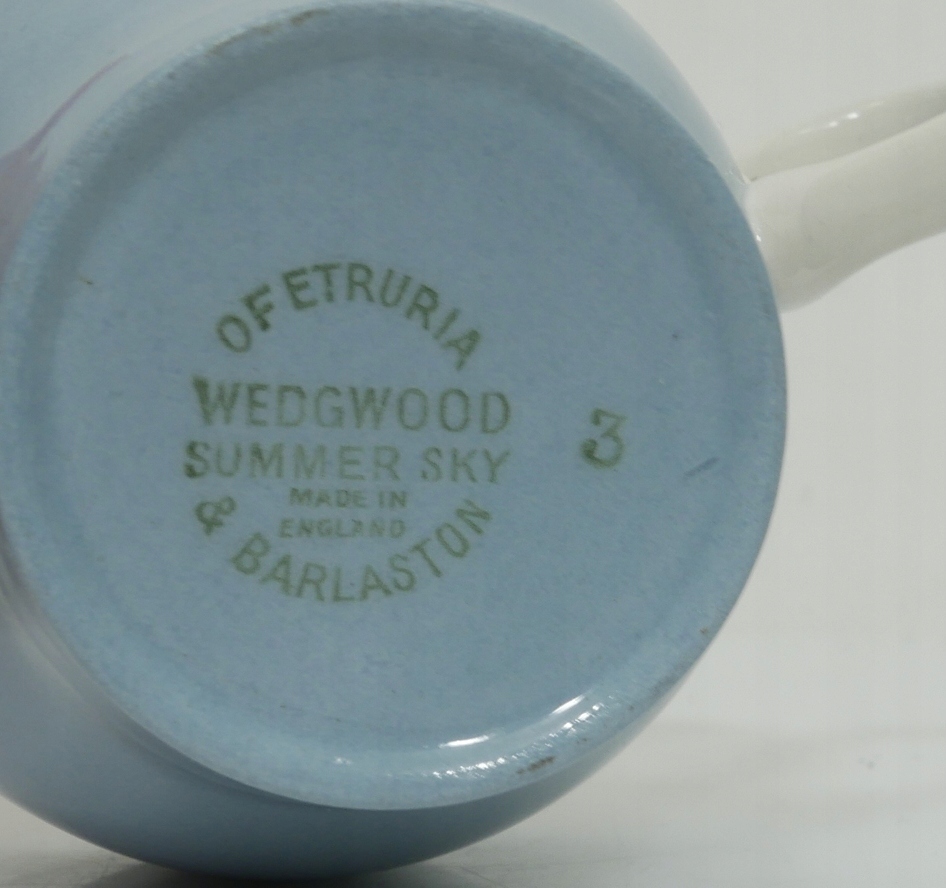 OF ETRURIA
WEDGWOOD
SUMMER SKY
MADE IN
ENGLAND
& BARLASTON
3